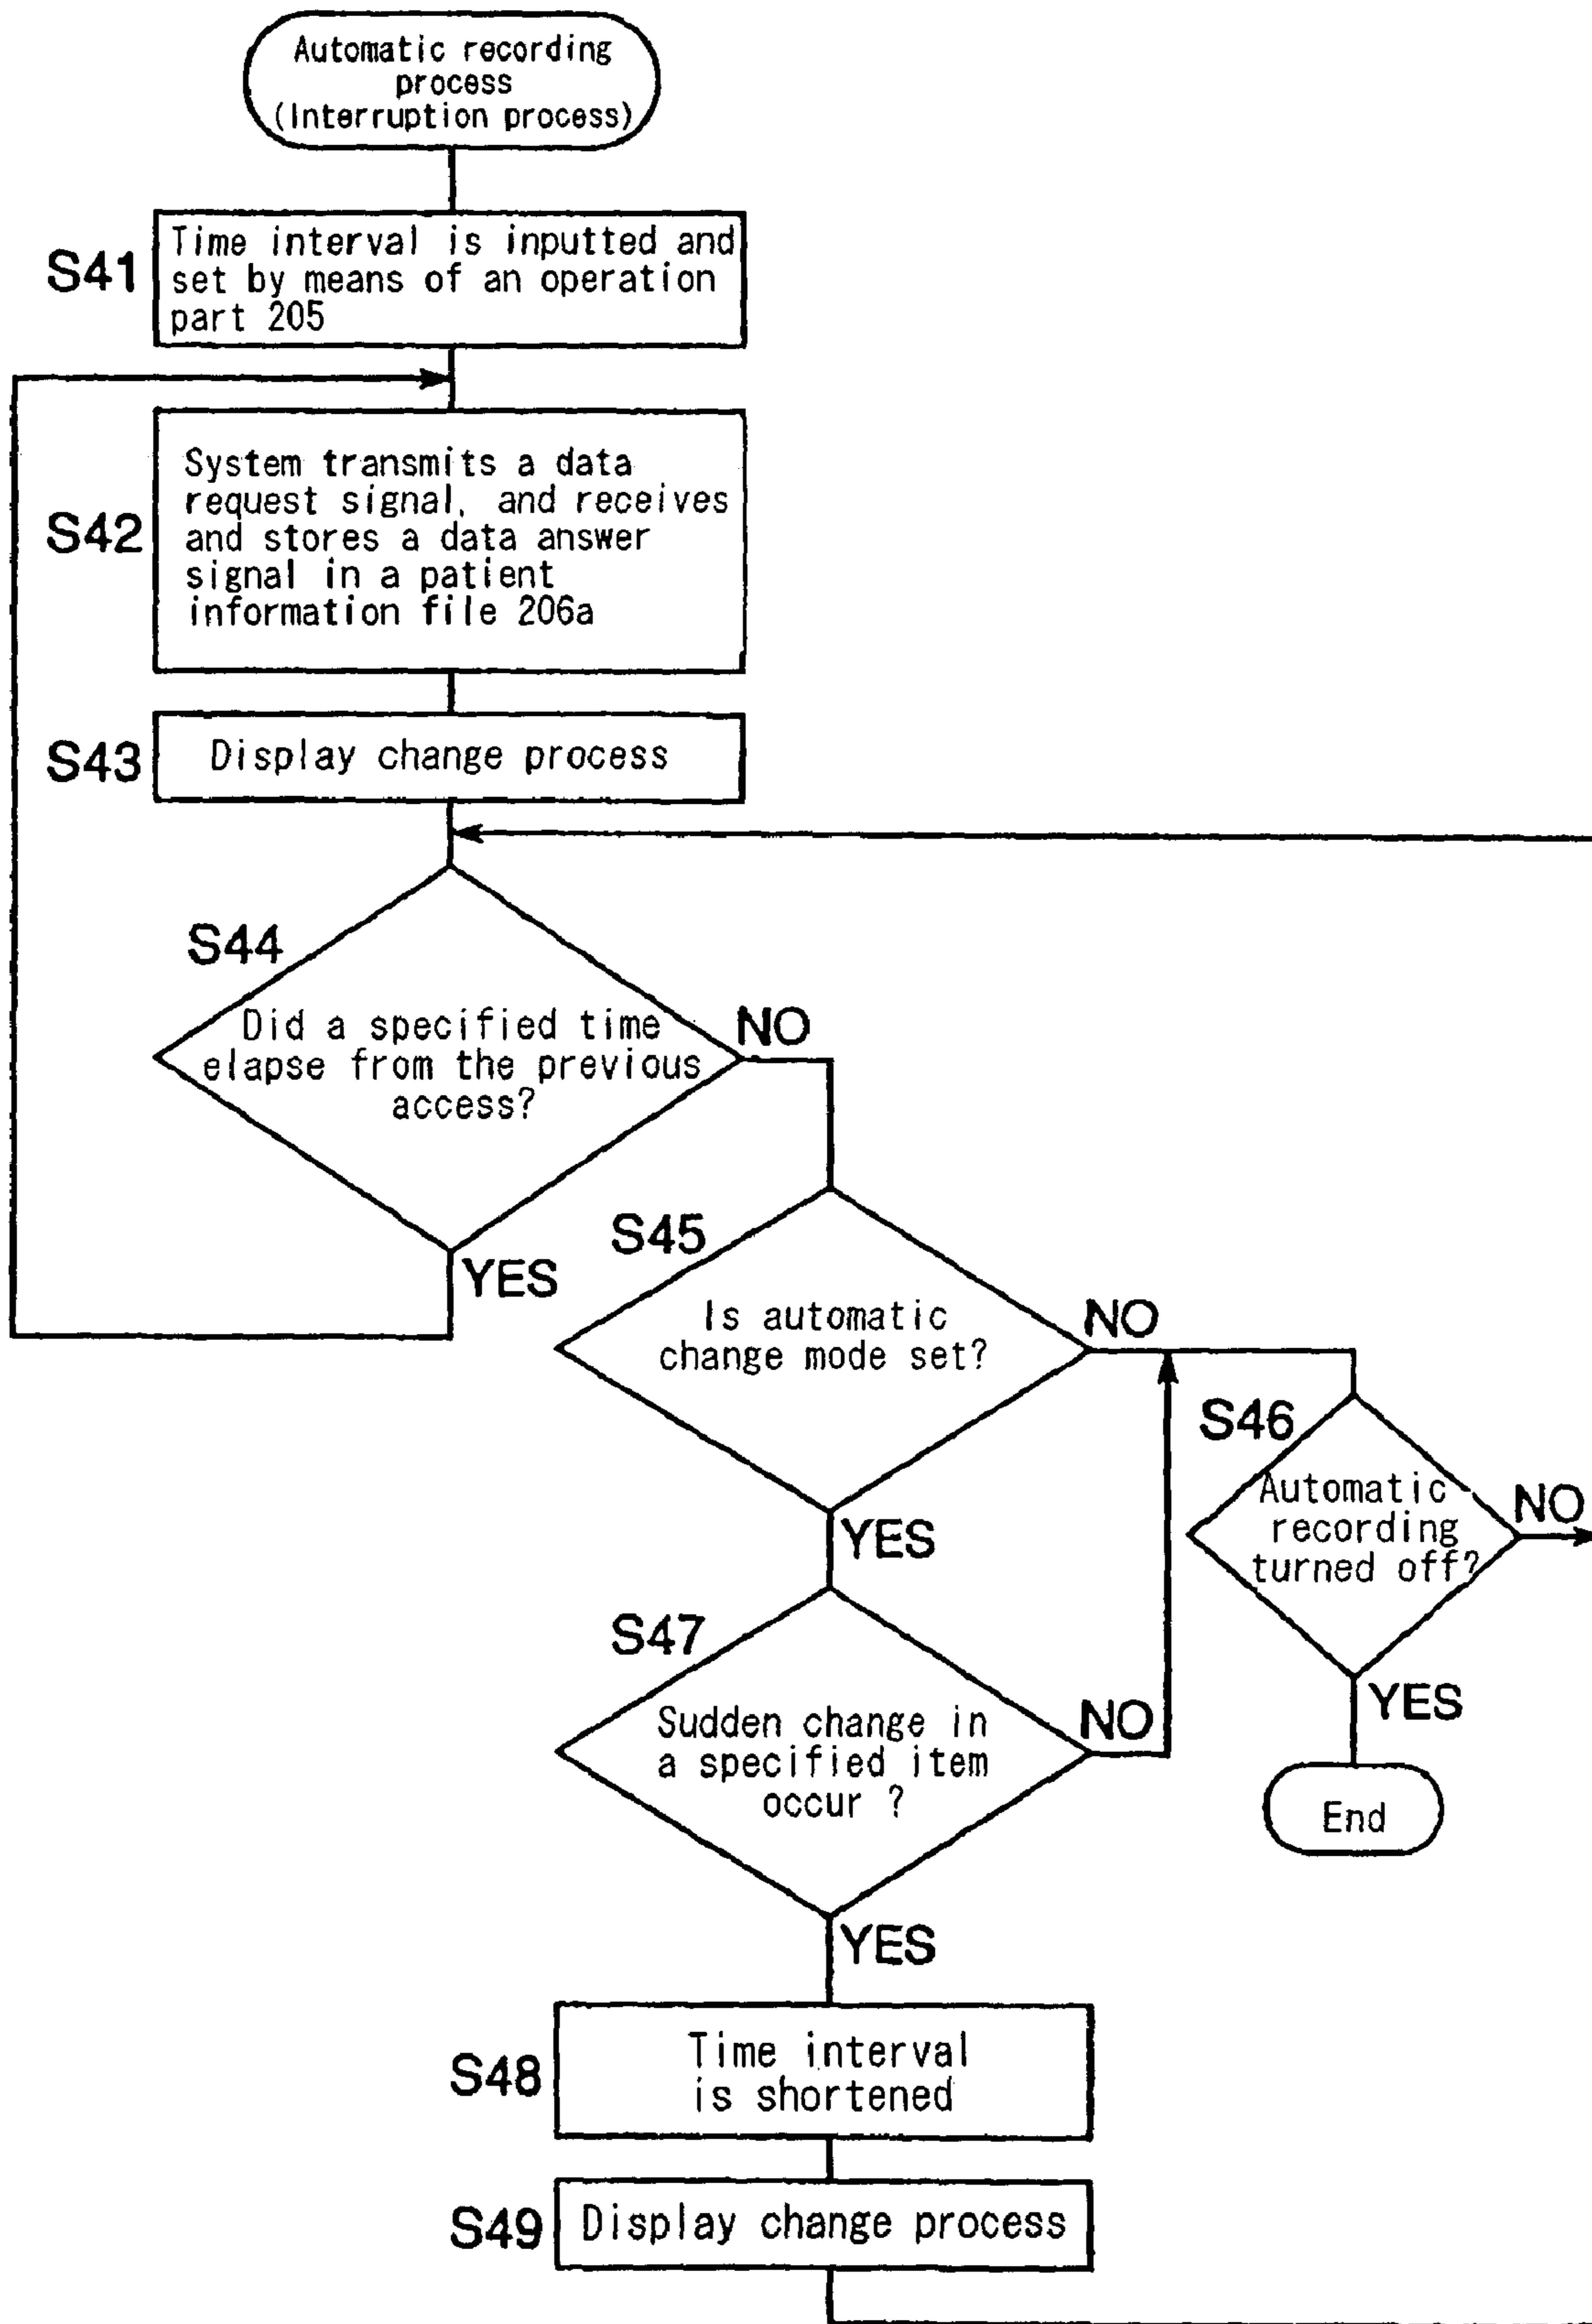 Automatic recording
process
(Interruption process)
S41
Time interval is inputted and
set by means of an operation
part 205
S42
System transmits a data
request signal, and receives
and stores a data answer
signal in a patient
information file 206a
S43
Display change process
S44
Did a specified time
elapse from the previous
access?
NO
YES
S45
Is automatic
change mode set?
NO
YES
S46
Automatic
recording
turned off?
NO
YES
End
S47
Sudden change in
a specified item
occur ?
NO
YES
S48
Time interval
is shortened
S49
Display change process